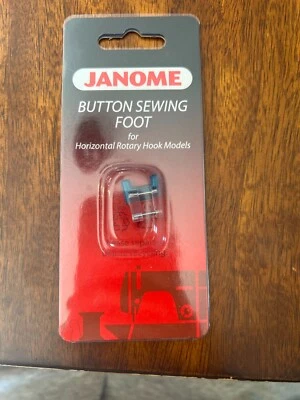 JANOME
BUTTON SEWING
FOOT
for
Horizontal Rotary Hook Models